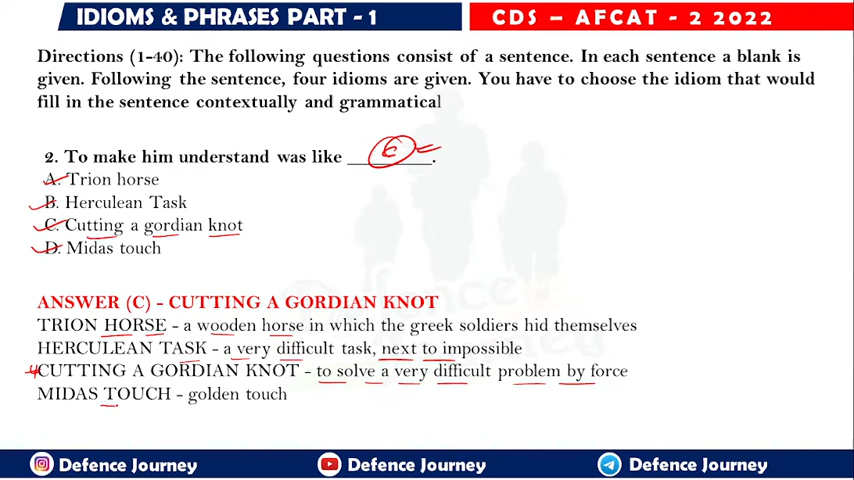 IDIOMS & PHRASES PART - 1
CDS - AFCAT - 2 2022
Directions (1-40): The following questions consist of a sentence. In each sentence a blank is
given. Following the sentence, four idioms are given. You have to choose the idiom that would
fill in the sentence contextually and grammatical
2. To make him understand was like __________.
A. Trion horse
B. Herculean Task
C. Cutting a gordian knot
D. Midas touch
ANSWER (C) - CUTTING A GORDIAN KNOT
TRION HORSE - a wooden horse in which the greek soldiers hid themselves
HERCULEAN TASK - a very difficult task, next to impossible
CUTTING A GORDIAN KNOT - to solve a very difficult problem by force
MIDAS TOUCH - golden touch
Defence Journey
Defence Journey
Defence Journey